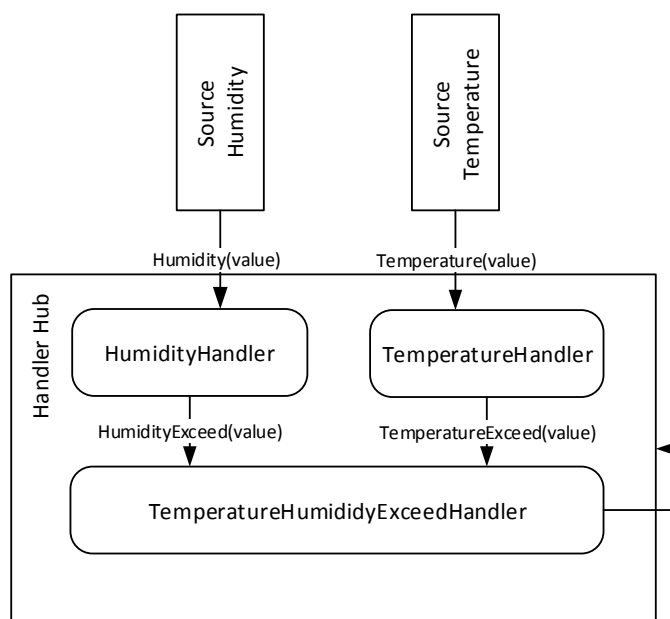 Source
Humidity
Source
Temperature
Humidity(value)
Temperature(value)
Handler Hub
HumidityHandler
TemperatureHandler
HumidityExceed(value)
TemperatureExceed(value)
TemperatureHumididyExceedHandler